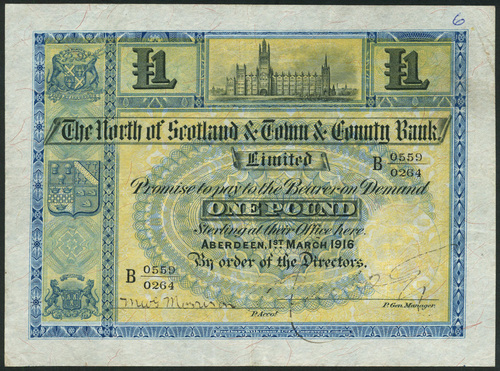 6
£1 £1
The North of Scotland & Town & County Bank
Limited
B 0559
0264
Promise to pay to the Bearer on Demand
ONE POUND
Sterling at their Office here.
ABERDEEN, 1ST MARCH 1916
By order of the Directors.
B 0559
0264
Morrison
P. Acct.
P. Gen. Manager.